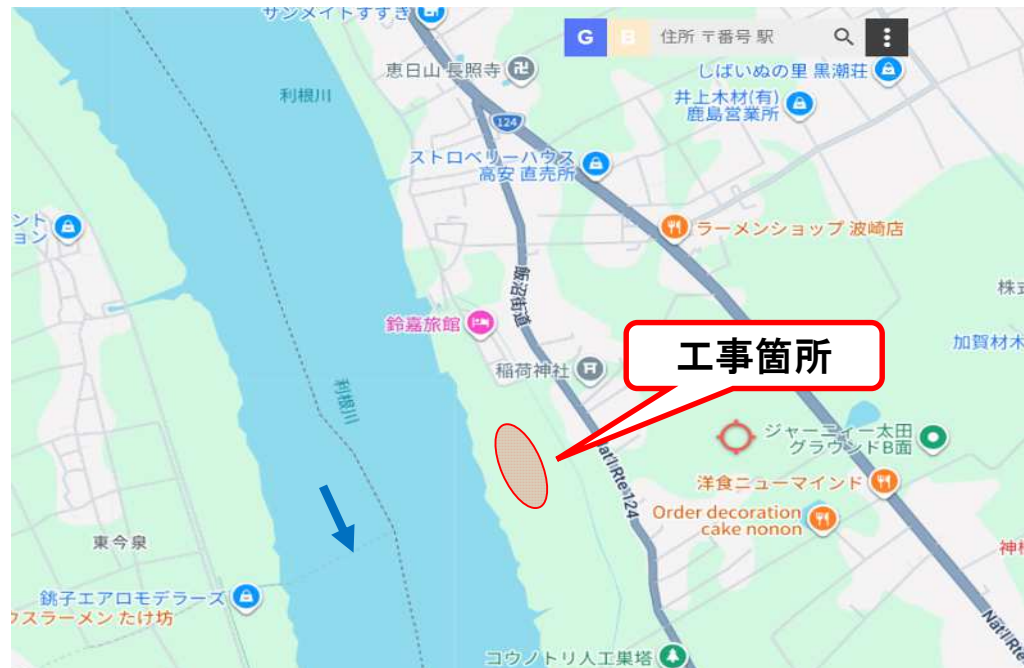 サンメイトすすき
G B 住所 〒番号 駅
恵日山 長照寺
しばいぬの里 黒潮荘
利根川
井上木材(有)
鹿島営業所
124
ストロベリーハウス
高安 直売所
ント
ョン
ラーメンショップ 波崎店
飯沼街道
株式
鈴嘉旅館
工事箇所
加賀材木
稲荷神社
利根川
ジャーニィー太田
グラウンドB面
Nat'l Rte 124
洋食ニューマインド
Order decoration
cake nonon
東今泉
神栖
銚子エアロモデラーズ
ウスラーメン たけ坊
Nat'l Rte
コウノトリ人工巣塔